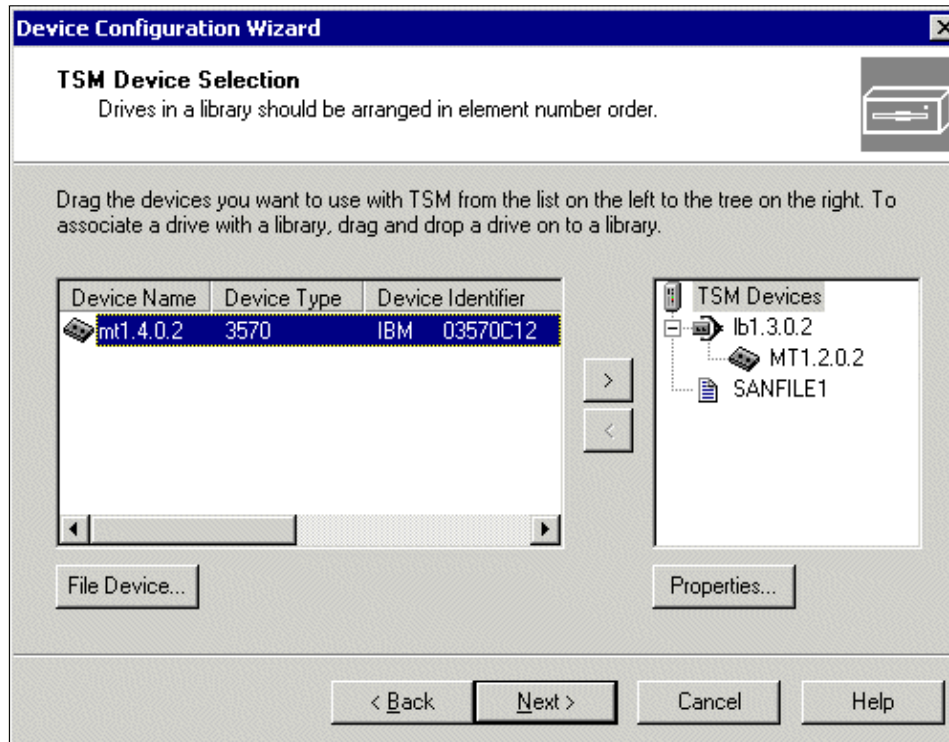 Device Configuration Wizard
TSM Device Selection
Drives in a library should be arranged in element number order.
Drag the devices you want to use with TSM from the list on the left to the tree on the right. To
associate a drive with a library, drag and drop a drive on to a library.
Device Name Device Type Device Identifier
mt1.4.0.2 3570 IBM 03570C12
TSM Devices
lb1.3.0.2
MT1.2.0.2
SANFILE1
>
<
File Device...
Properties...
< Back Next > Cancel Help